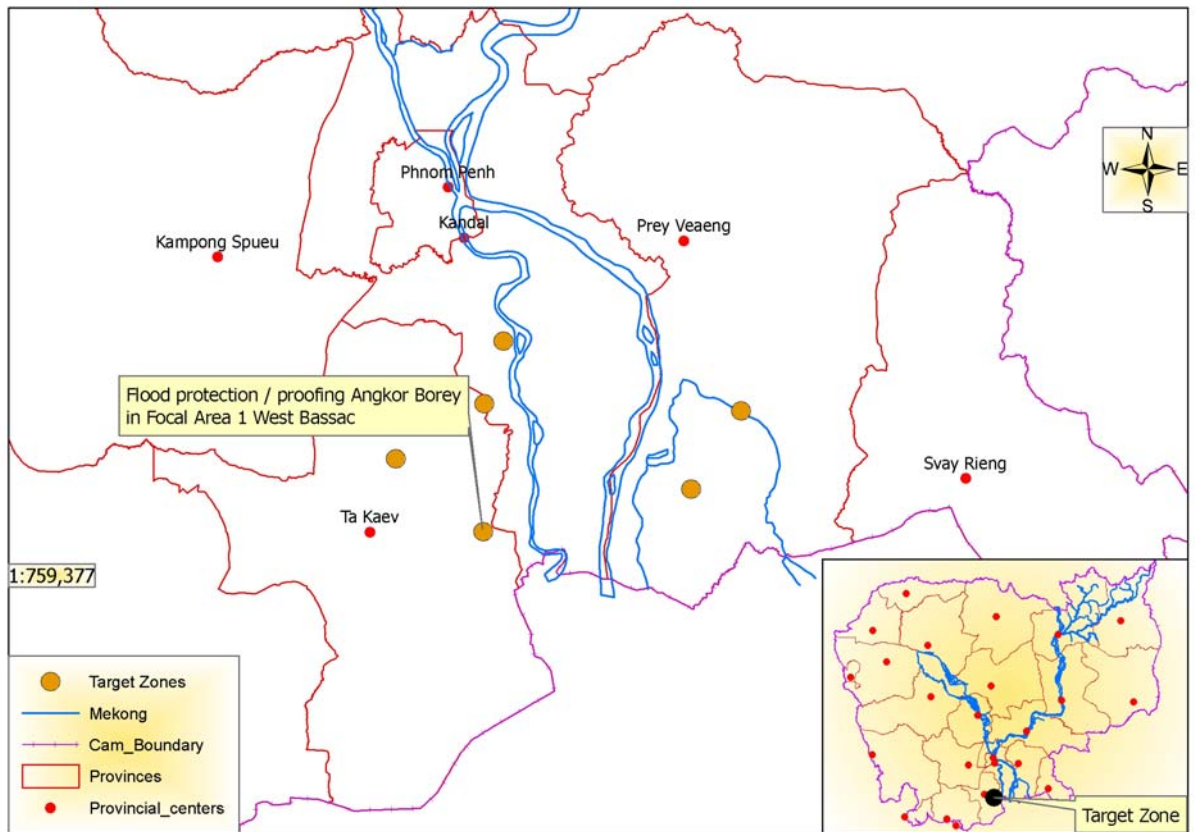 N
W E
S
Phnom Penh
Kandal
Prey Veaeng
Kampong Spueu
Flood protection / proofing Angkor Borey
in Focal Area 1 West Bassac
Svay Rieng
Ta Kaev
1:759,377
Target Zones
Mekong
Cam_Boundary
Provinces
Provincial_centers
Target Zone